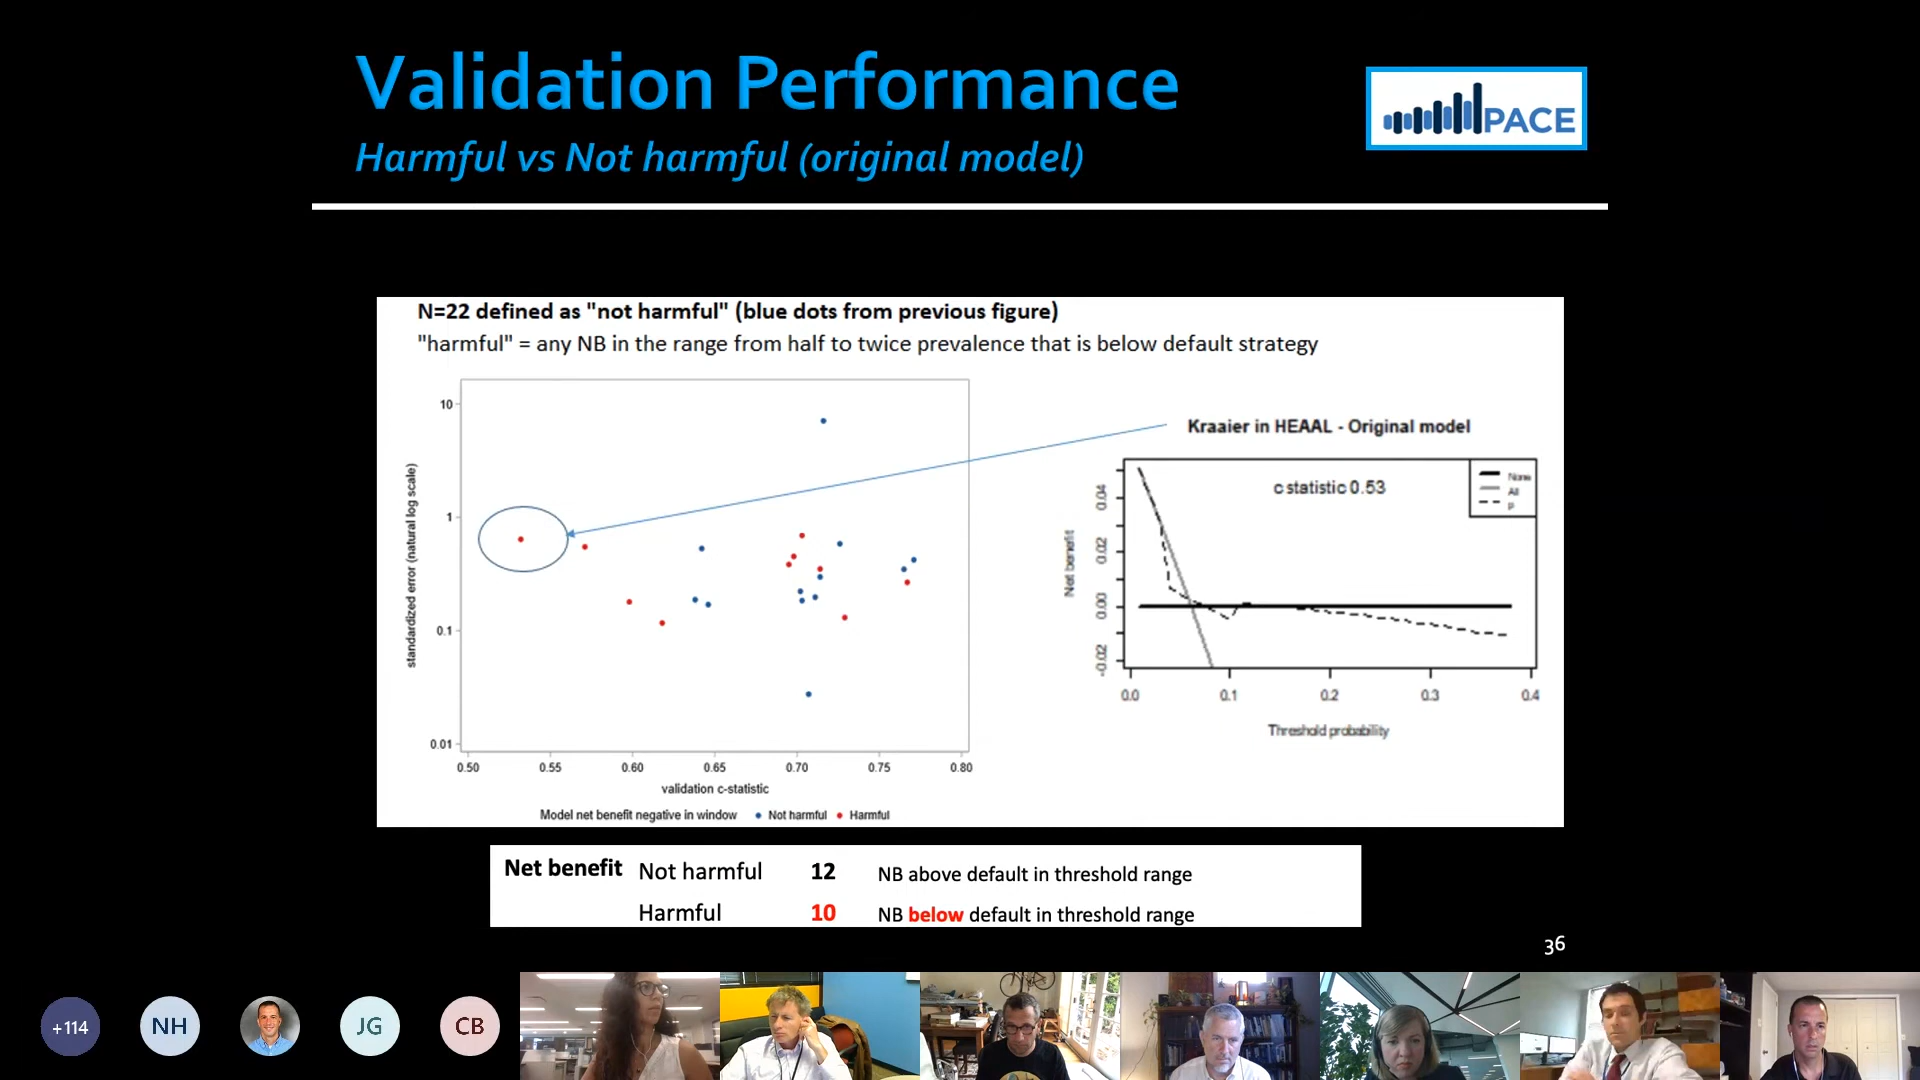 Validation Performance
Harmful vs Not harmful (original model)
PACE
N=22 defined as "not harmful" (blue dots from previous figure)
"harmful" = any NB in the range from half to twice prevalence that is below default strategy
standardized error (natural log scale)
10
1
0.1
0.01
0.50 0.55 0.60 0.65 0.70 0.75 0.80
validation c-statistic
Model net benefit negative in window Not harmful Harmful
Kraaier in HEAAL - Original model
c statistic 0.53
None
All
p
Net benefit
0.04
0.02
0.00
-0.02
0.0 0.1 0.2 0.3 0.4
Threshold probability
Net benefit Not harmful 12 NB above default in threshold range
Harmful 10 NB below default in threshold range
36
+114 NH JG CB